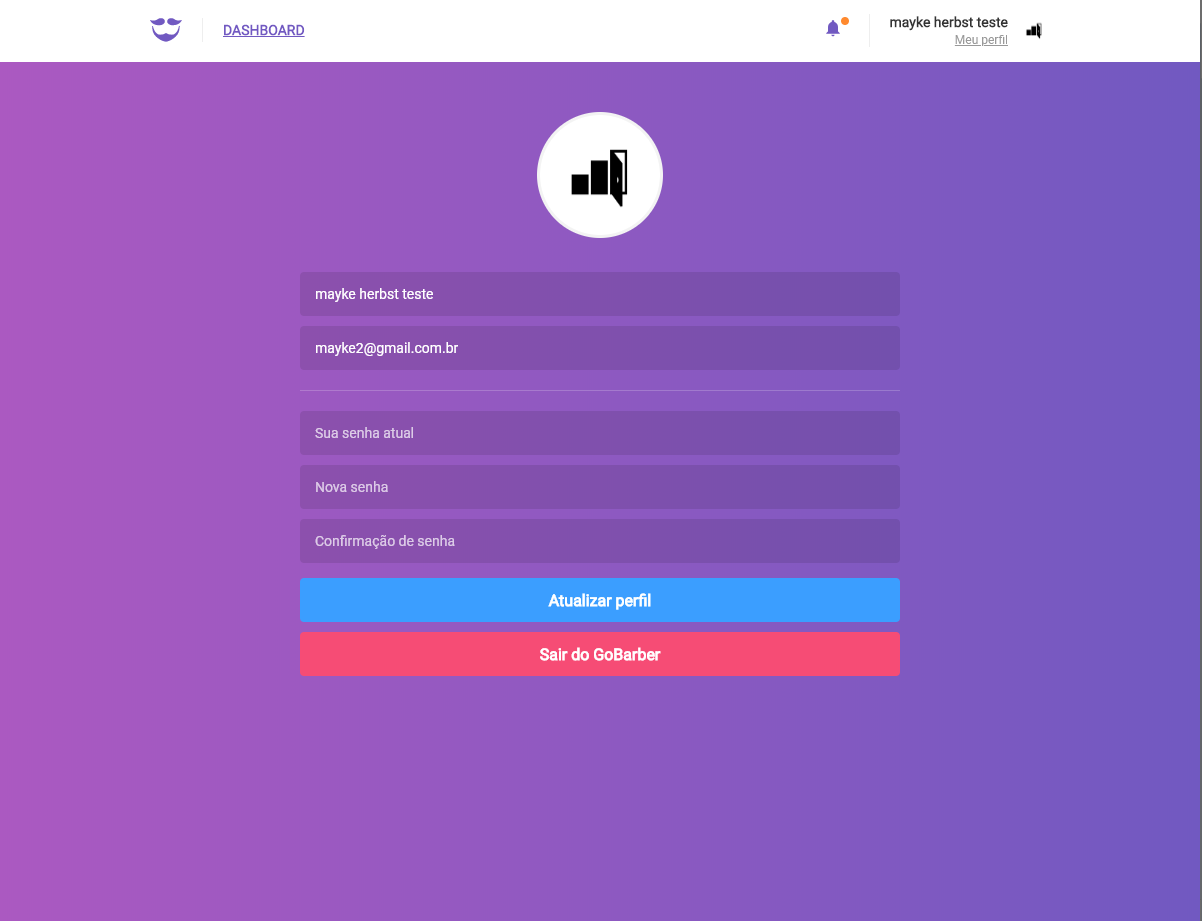 DASHBOARD
mayke herbst teste
Meu perfil
mayke herbst teste
mayke2@gmail.com.br
Sua senha atual
Nova senha
Confirmação de senha
Atualizar perfil
Sair do GoBarber